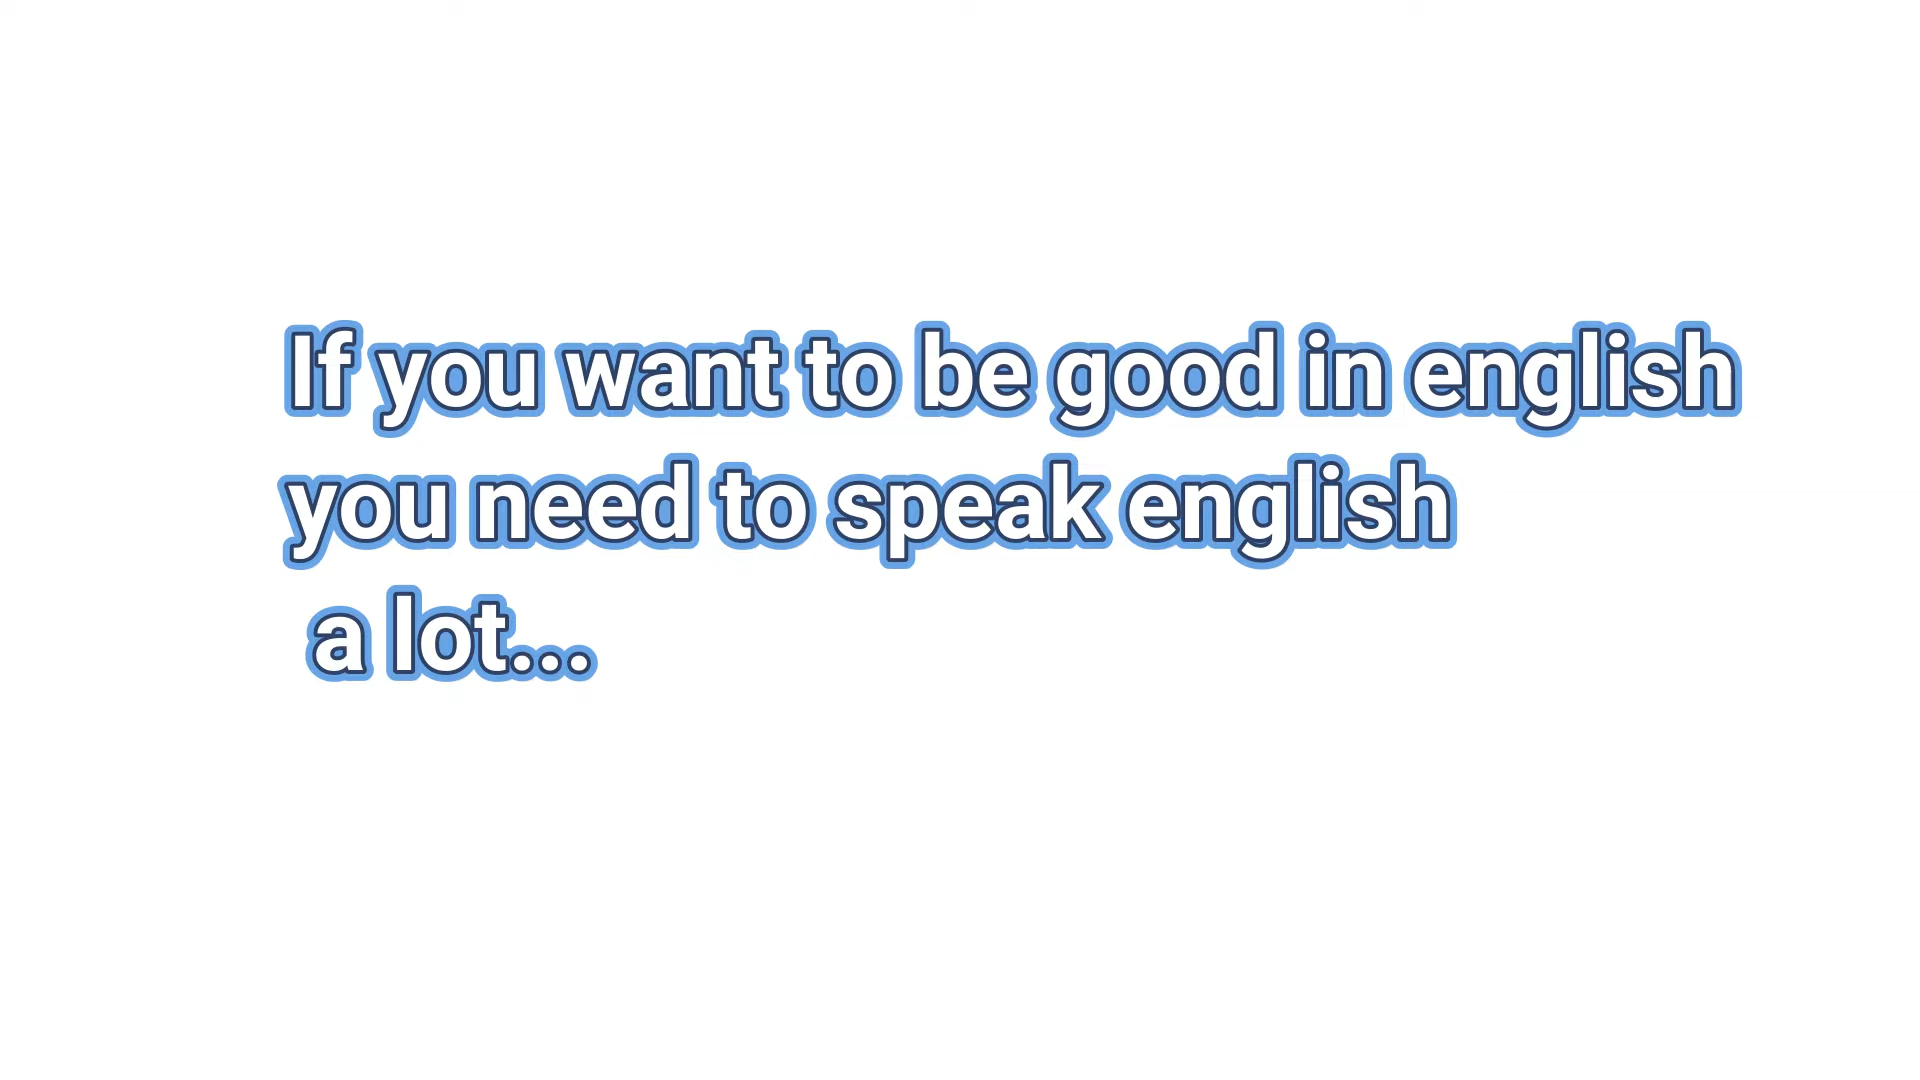 If you want to be good in english
you need to speak english
a lot...